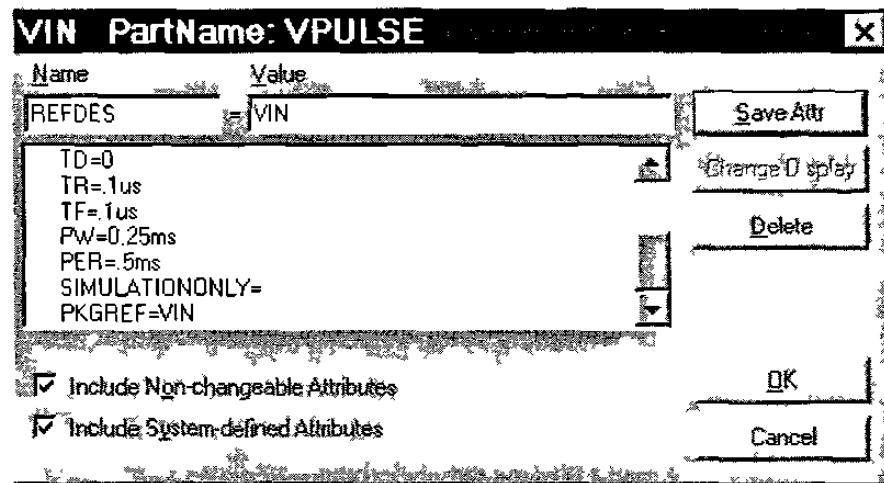 VIN PartName: VPULSE
Name Value
REFDES = VIN
Save Attr
TD=0
TR=.1us
TF=.1us
PW=0.25ms
PER=.5ms
SIMULATIONONLY=
PKGREF=VIN
Change Display
Delete
Include Non-changeable Attributes
Include System-defined Attributes
OK
Cancel